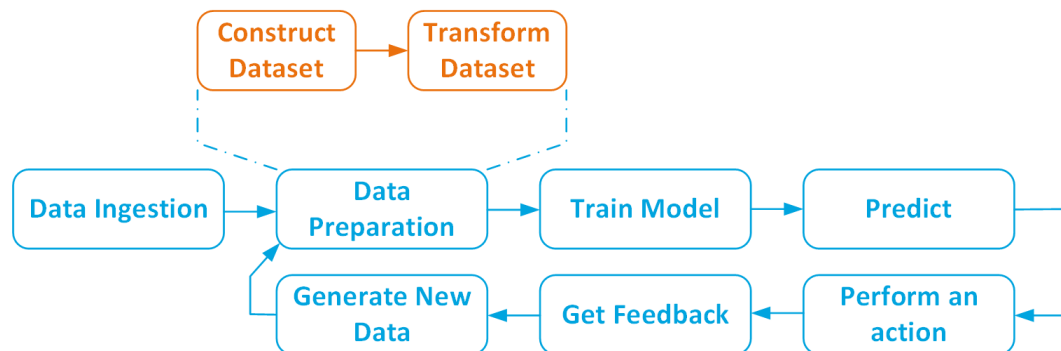 Construct
Dataset
Transform
Dataset
Data Ingestion
Data
Preparation
Train Model
Predict
Generate New
Data
Get Feedback
Perform an
action